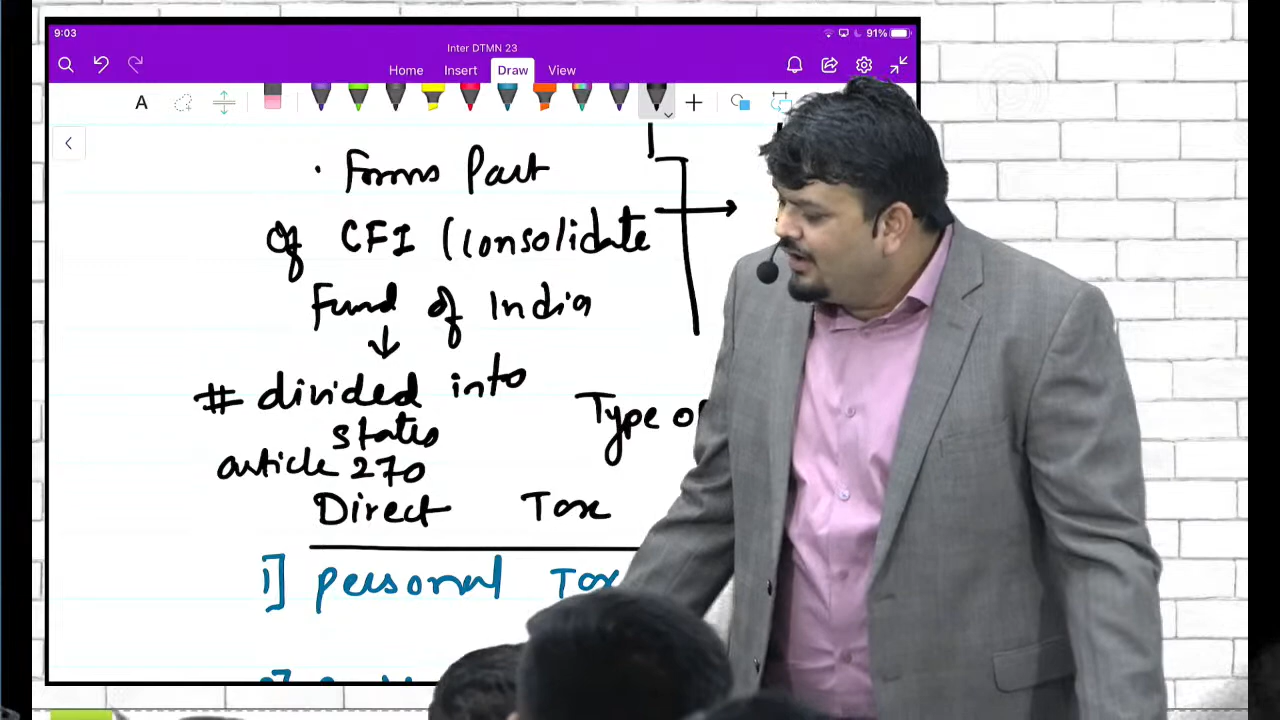 9:03
91%
Inter DTMN 23
Home Insert Draw View
A
• Forms Part
of CFI (Consolidate
Fund of India
# divided into
states
article 270
Type of
Direct Tax
1] Personal Tax